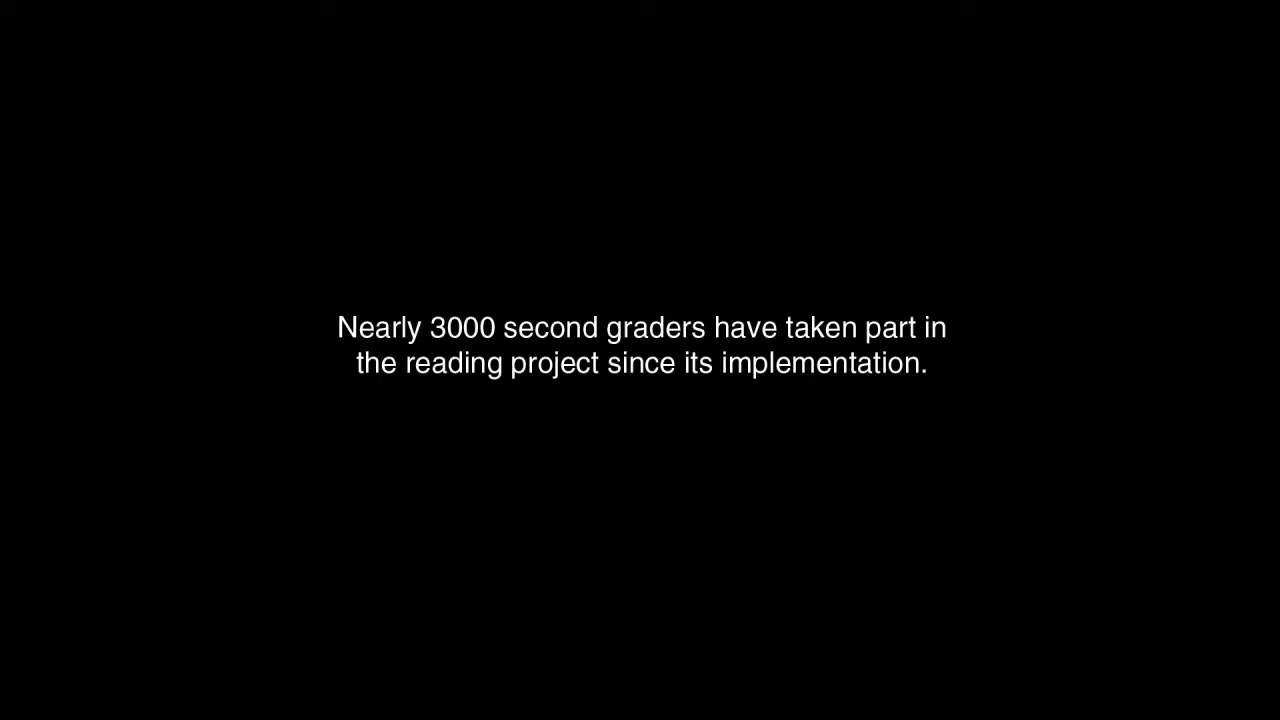 Nearly 3000 second graders have taken part in
the reading project since its implementation.